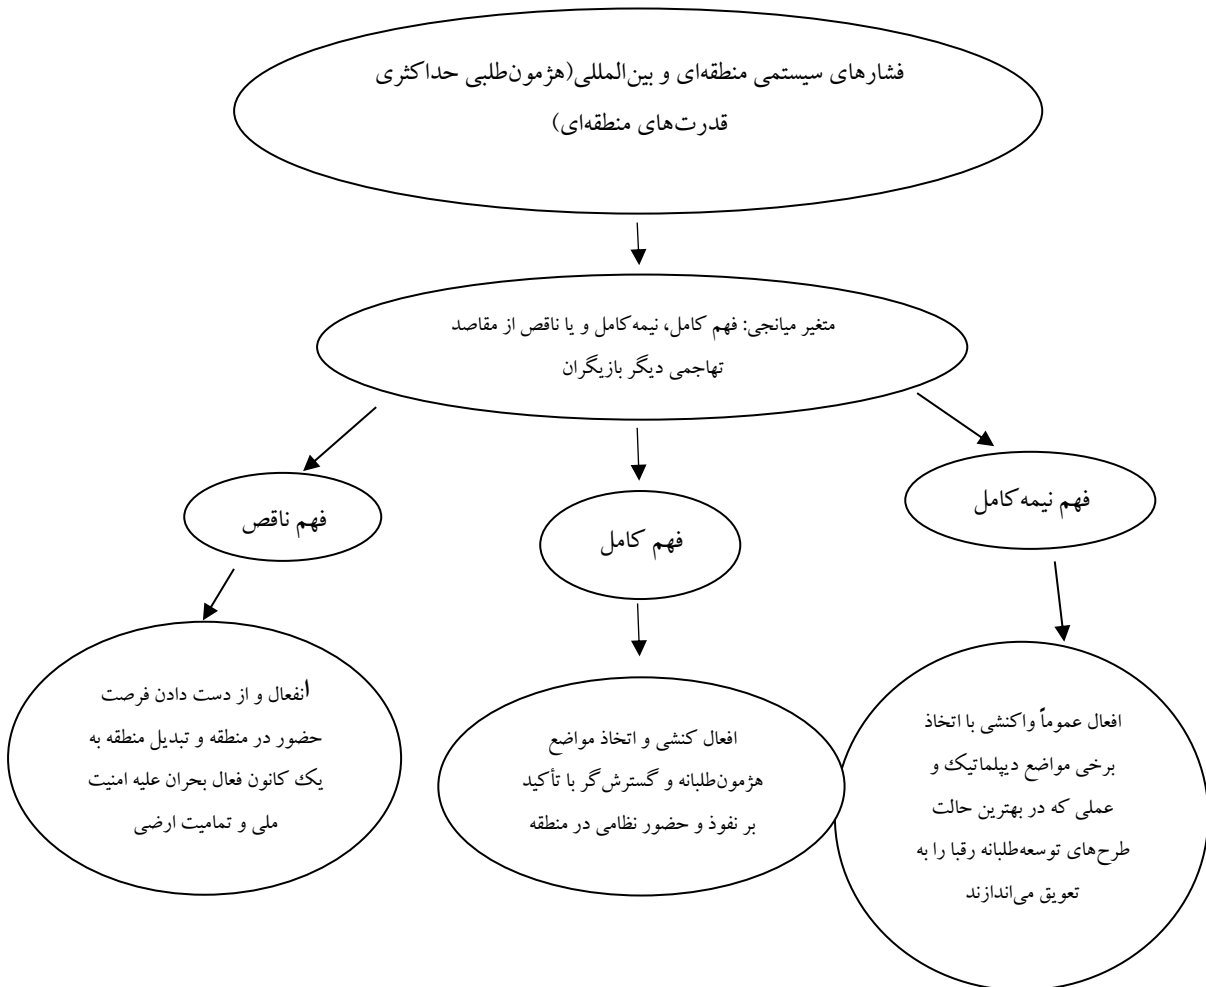 فشارهای سیستمی منطقه‌ای و بین‌المللی(هژمون‌طلبی حداکثری
قدرت‌های منطقه‌ای)
متغیر میانجی: فهم کامل، نیمه‌کامل و یا ناقص از مقاصد
تهاجمی دیگر بازیگران
فهم نیمه‌کامل
فهم کامل
فهم ناقص
افعال عموماً واکنشی با اتخاذ
برخی مواضع دیپلماتیک و
عملی که در بهترین حالت
طرح‌های توسعه‌طلبانه رقبا را به
تعویق می‌اندازند
افعال کنشی و اتخاذ مواضع
هژمون‌طلبانه و گسترش‌گر با تأکید
بر نفوذ و حضور نظامی در منطقه
انفعال و از دست دادن فرصت
حضور در منطقه و تبدیل منطقه به
یک کانون فعال بحران علیه امنیت
ملی و تمامیت ارضی